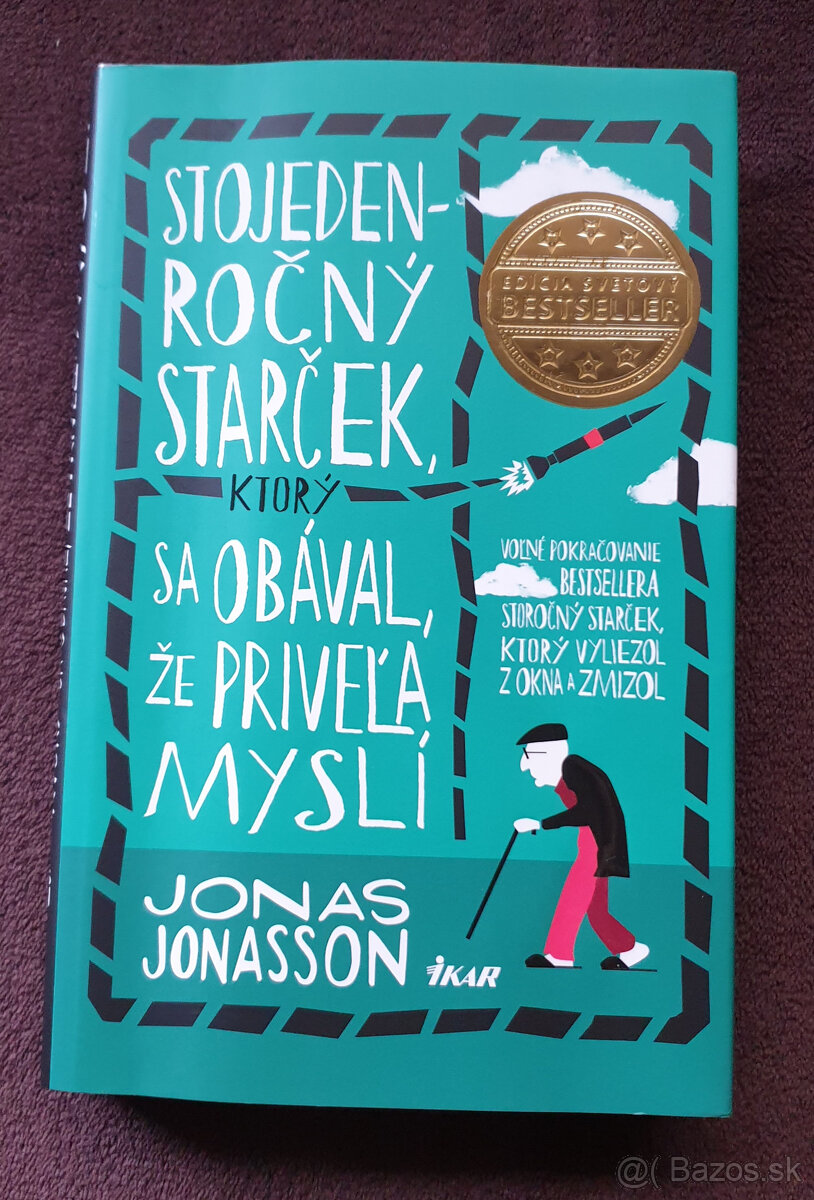 STOJEDEN-
ROČNÝ
STARČEK,
KTORÝ
SA OBÁVAL,
ŽE PRIVEĽA
MYSLÍ
EDÍCIA SVETOVÝ
BESTSELLER
VOĽNÉ POKRAČOVANIE
BESTSELLERA
STOROČNÝ STARČEK,
KTORÝ VYLIEZOL
Z OKNA A ZMIZOL
JONAS
JONASSON
IKAR
@( Bazos.sk